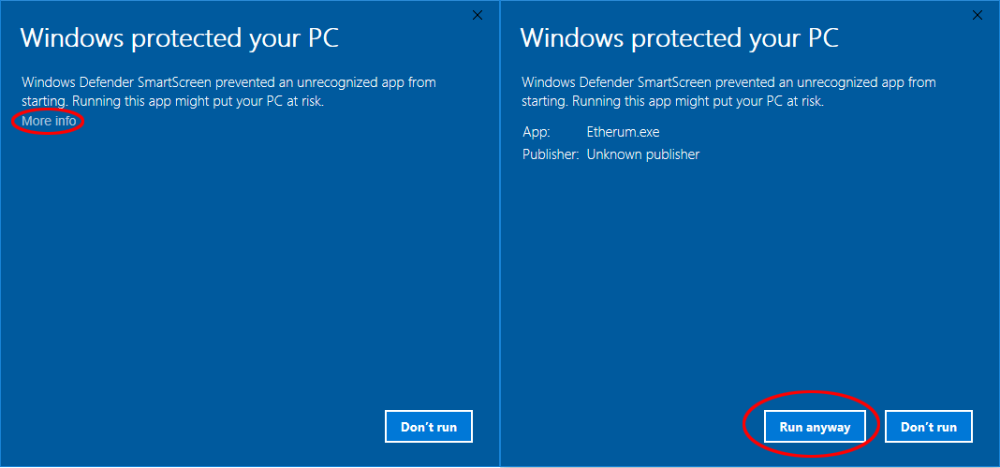 Windows protected your PC
Windows Defender SmartScreen prevented an unrecognized app from
starting. Running this app might put your PC at risk.
More info
Don't run
Windows protected your PC
Windows Defender SmartScreen prevented an unrecognized app from
starting. Running this app might put your PC at risk.
App: Etherum.exe
Publisher: Unknown publisher
Run anyway Don't run